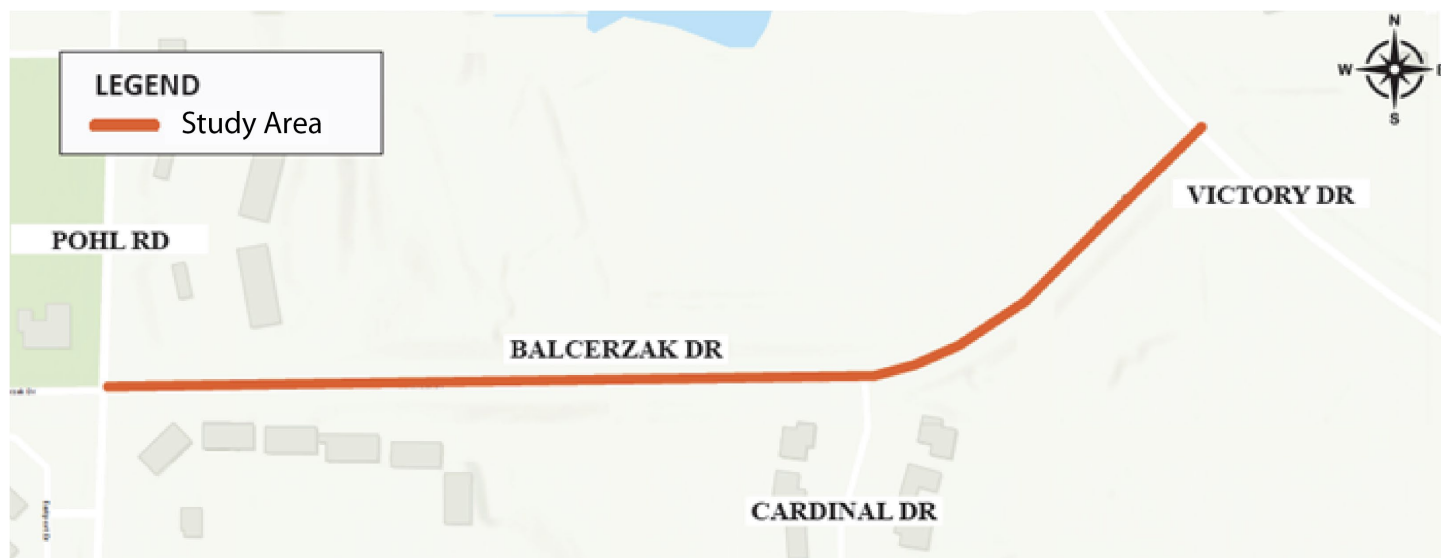 N
W
E
S
LEGEND
Study Area
VICTORY DR
POHL RD
BALCERZAK DR
CARDINAL DR